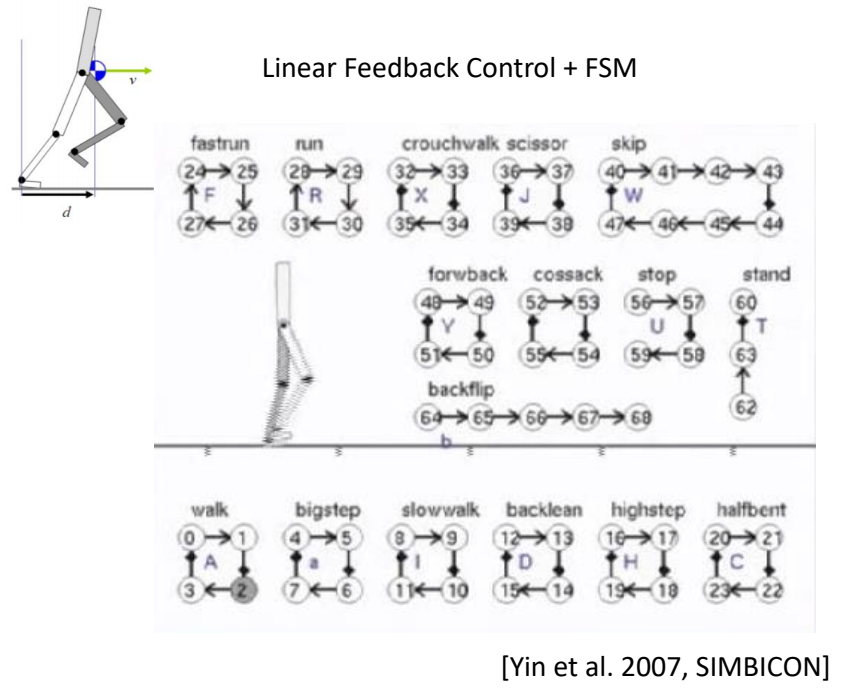 Linear Feedback Control + FSM
v
d
fastrun run crouchwalk scissor skip
24 25 28 29 32 33 36 37 40 41 42 43
F R X J W
27 26 31 30 35 34 39 38 47 46 45 44
forwback cossack stop stand
48 49 52 53 56 57 60
Y U T
51 50 55 54 59 58 63
backflip
64 65 66 67 68 62
b
walk bigstep slowwalk backlean highstep halfbent
0 1 4 5 8 9 12 13 16 17 20 21
A a I D H C
3 2 7 6 11 10 15 14 19 18 23 22
[Yin et al. 2007, SIMBICON]